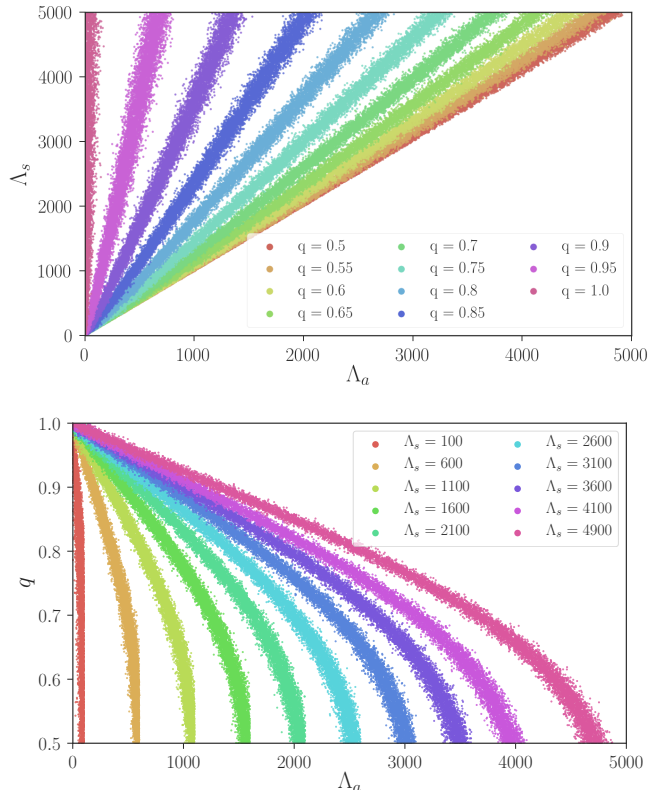 5000
4000
3000
2000
1000
0
Λs
q = 0.5 q = 0.7 q = 0.9
q = 0.55 q = 0.75 q = 0.95
q = 0.6 q = 0.8 q = 1.0
q = 0.65 q = 0.85
0 1000 2000 3000 4000 5000
Λa
1.0
0.9
0.8
0.7
0.6
0.5
q
Λs = 100 Λs = 2600
Λs = 600 Λs = 3100
Λs = 1100 Λs = 3600
Λs = 1600 Λs = 4100
Λs = 2100 Λs = 4900
0 1000 2000 3000 4000 5000
Λa